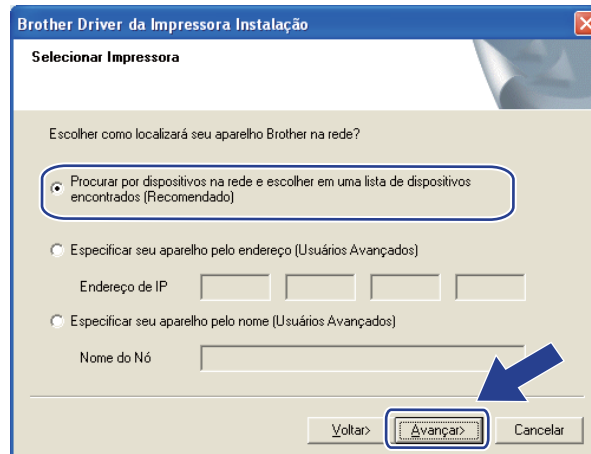 Brother Driver da Impressora Instalação
Selecionar Impressora
Escolher como localizará seu aparelho Brother na rede?
Procurar por dispositivos na rede e escolher em uma lista de dispositivos
encontrados (Recomendado)
Especificar seu aparelho pelo endereço (Usuários Avançados)
Endereço de IP
Especificar seu aparelho pelo nome (Usuários Avançados)
Nome do Nó
Voltar> Avançar> Cancelar